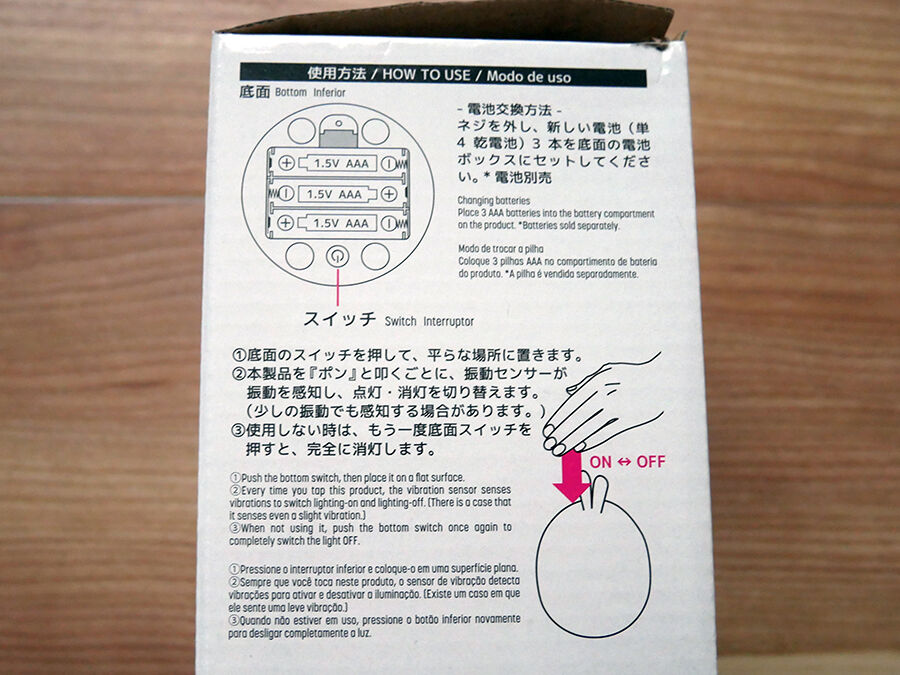 使用方法 / HOW TO USE / Modo de uso
底面 Bottom Inferior
1.5V AAA
1.5V AAA
1.5V AAA
スイッチ Switch Interruptor
- 電池交換方法 -
ネジを外し、新しい電池（単
4 乾電池）3 本を底面の電池
ボックスにセットしてくださ
い。* 電池別売
Changing batteries
Place 3 AAA batteries into the battery compartment
on the product. *Batteries sold separately.
Modo de trocar a pilha
Coloque 3 pilhas AAA no compartimento de bateria
do produto. *A pilha é vendida separadamente.
①底面のスイッチを押して、平らな場所に置きます。
②本製品を『ポン』と叩くごとに、振動センサーが
振動を感知し、点灯・消灯を切り替えます。
（少しの振動でも感知する場合があります。）
③使用しない時は、もう一度底面スイッチを
押すと、完全に消灯します。
ON ↔ OFF
①Push the bottom switch, then place it on a flat surface.
②Every time you tap this product, the vibration sensor senses
vibrations to switch lighting-on and lighting-off. (There is a case that
it senses even a slight vibration.)
③When not using it, push the bottom switch once again to
completely switch the light OFF.
①Pressione o interruptor inferior e coloque-o em uma superfície plana.
②Sempre que você toca neste produto, o sensor de vibração detecta
vibrações para ativar e desativar a iluminação. (Existe um caso em que
ele sente uma leve vibração.)
③Quando não estiver em uso, pressione o botão inferior novamente
para desligar completamente a luz.